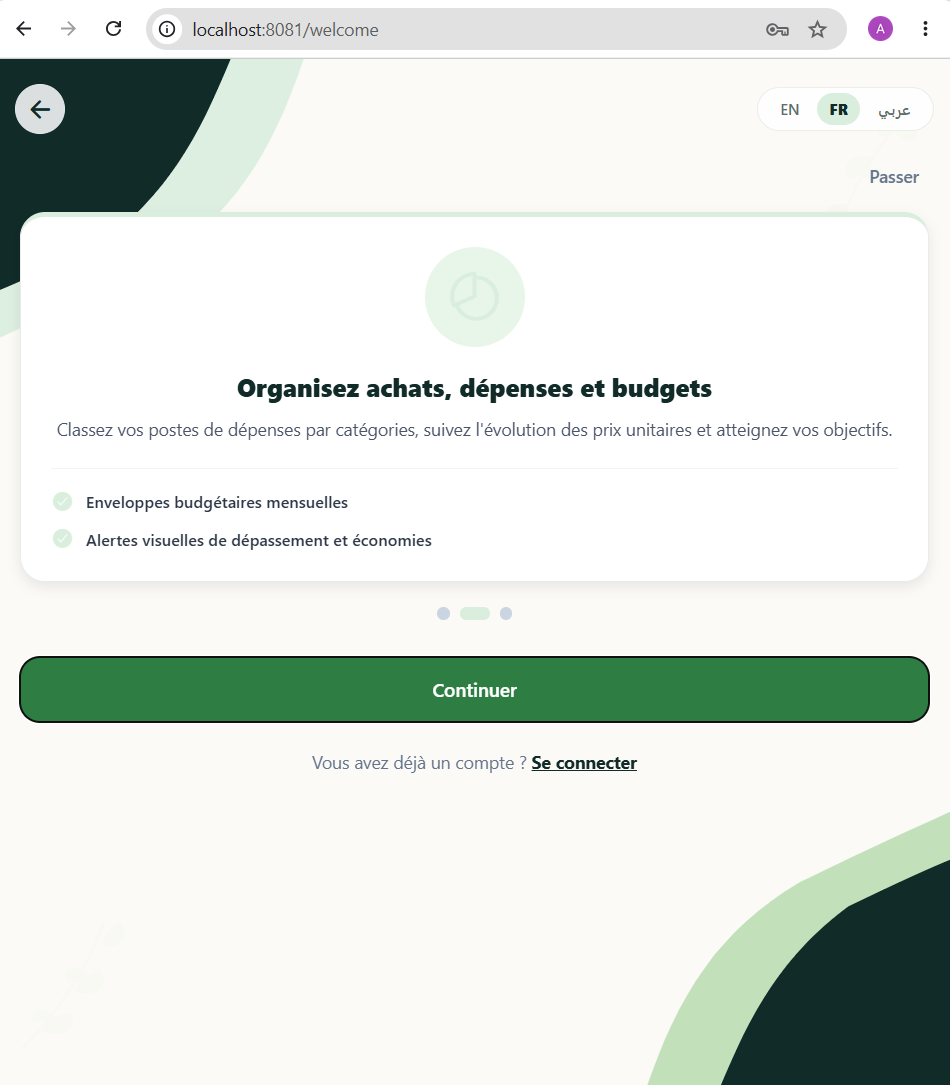 localhost:8081/welcome
A
EN FR عربي
Passer
Organisez achats, dépenses et budgets
Classez vos postes de dépenses par catégories, suivez l'évolution des prix unitaires et atteignez vos objectifs.
Enveloppes budgétaires mensuelles
Alertes visuelles de dépassement et économies
Continuer
Vous avez déjà un compte ? Se connecter